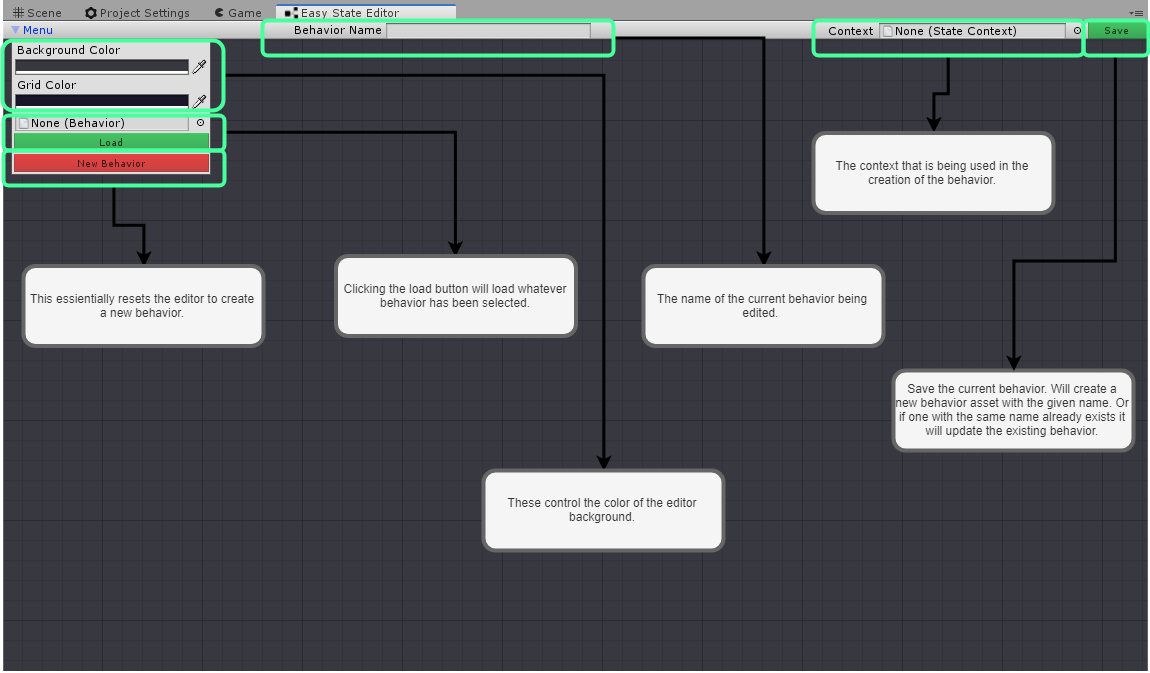 Scene
Project Settings
Game
Easy State Editor
Menu
Behavior Name
Context
None (State Context)
Save
Background Color
Grid Color
None (Behavior)
Load
New Behavior
The context that is being used in the
creation of the behavior.
This essientially resets the editor to create
a new behavior.
Clicking the load button will load whatever
behavior has been selected.
The name of the current behavior being
edited.
Save the current behavior. Will create a
new behavior asset with the given name. Or
if one with the same name already exists it
will update the existing behavior.
These control the color of the editor
background.